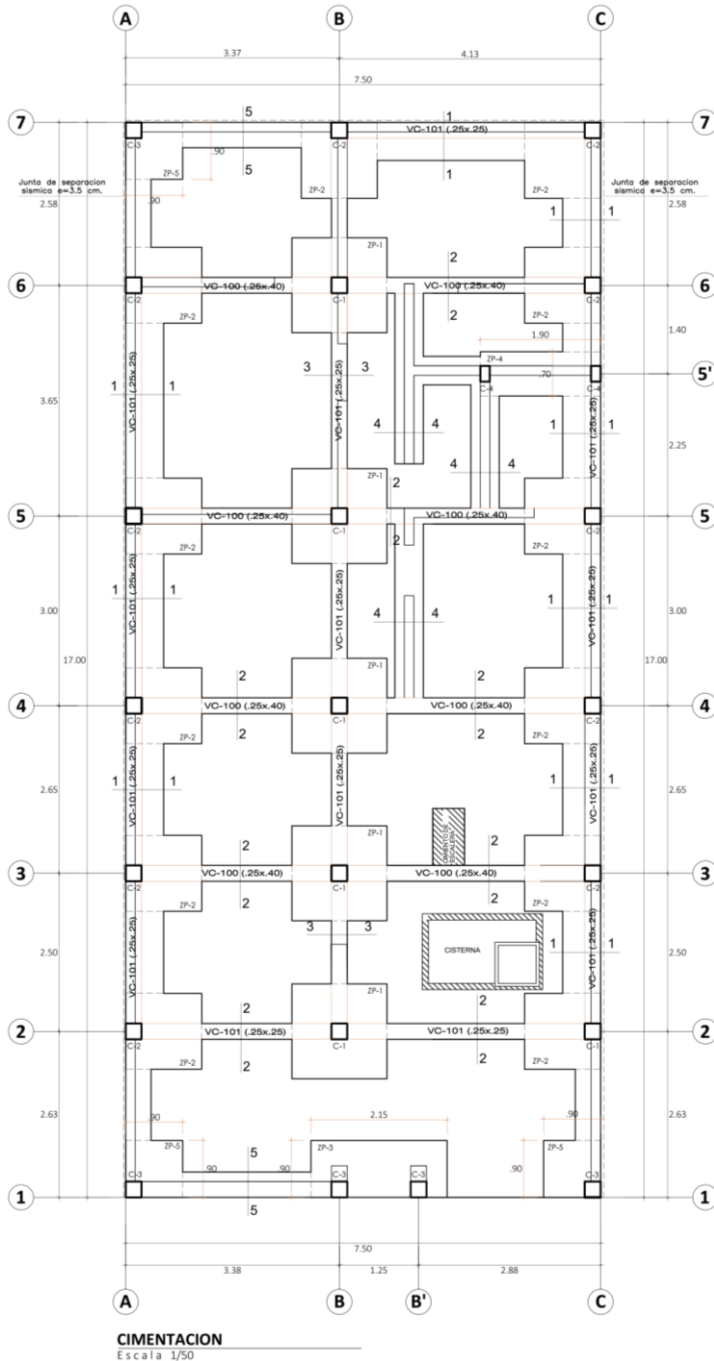 A B C
3.37 4.13
7.50
7 5 1 7
VC-101 (.25x.25)
C-3 C-2 C-2
.90 5 1
ZP-5 ZP-2 ZP-2
Junta de separacion
sismica e=3.5 cm.
Junta de separacion
sismica e=3.5 cm.
2.58 .90 1 1 2.58
ZP-1
2
6 VC-100 (.25x.40) VC-100 (.25x.40) 6
C-2 C-1 C-2
ZP-2 2 ZP-2
1.90 1.40
ZP-4
3 3 .70 5'
C-4 C-4
1 1
VC-101 (.25x.25)
VC-101 (.25x.25)
VC-101 (.25x.25)
3.65
4 4 1 1
2.25
4 4
ZP-1
2
5 VC-100 (.25x.40) VC-100 (.25x.40) 5
C-2 C-1 C-2
2
ZP-2 ZP-2
VC-101 (.25x.25)
VC-101 (.25x.25)
VC-101 (.25x.25)
1 1 1 1
3.00 3.00
4 4
17.00 17.00
ZP-1
2 2
4 VC-100 (.25x.40) VC-100 (.25x.40) 4
C-2 C-1 C-2
2 2
ZP-2 ZP-2
VC-101 (.25x.25)
VC-101 (.25x.25)
VC-101 (.25x.25)
2.65 1 1 1 1 2.65
CIMIENTO DE
ESCALERA
ZP-1
2 2
3 VC-100 (.25x.40) VC-100 (.25x.40) 3
C-2 C-1 C-2
2 2
ZP-2 ZP-2
3 3
VC-101 (.25x.25)
VC-101 (.25x.25)
CISTERNA
1 1
2.50 2.50
ZP-1
2 2
2 VC-101 (.25x.25) VC-101 (.25x.25) 2
C-2 C-1 C-1
2 2
ZP-2 ZP-2
2.63 .90 2.15 .90 2.63
ZP-5 ZP-3 ZP-5
5
.90 .90 .90
C-3 C-3 C-3 C-3
1 5 1
7.50
3.38 1.25 2.88
A B B' C
CIMENTACION
Escala 1/50